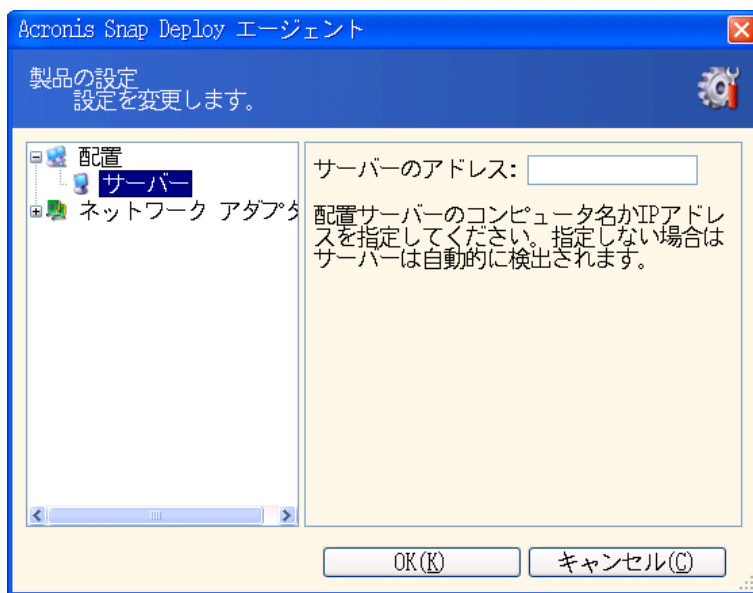 Acronis Snap Deploy エージェント
製品の設定
設定を変更します。
配置
サーバー
ネットワーク アダプタ
サーバーのアドレス:
配置サーバーのコンピュータ名かIPアドレ
スを指定してください。指定しない場合は
サーバーは自動的に検出されます。
OK(K)
キャンセル(C)